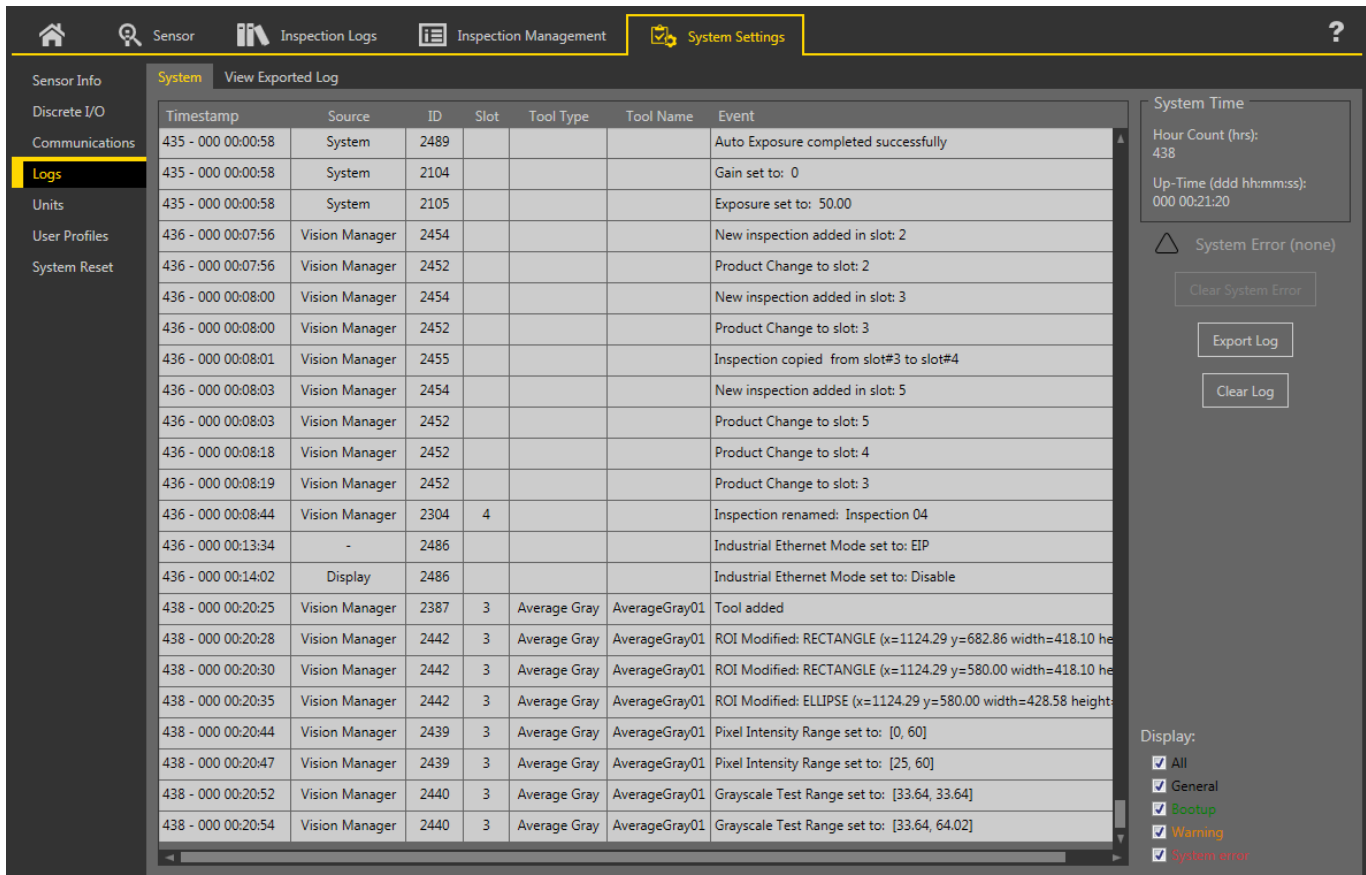 Sensor Inspection Logs Inspection Management System Settings ?
Sensor Info
Discrete I/O
Communications
Logs
Units
User Profiles
System Reset
System View Exported Log
Timestamp Source ID Slot Tool Type Tool Name Event
435 - 000 00:00:58 System 2489 Auto Exposure completed successfully
435 - 000 00:00:58 System 2104 Gain set to: 0
435 - 000 00:00:58 System 2105 Exposure set to: 50.00
436 - 000 00:07:56 Vision Manager 2454 New inspection added in slot: 2
436 - 000 00:07:56 Vision Manager 2452 Product Change to slot: 2
436 - 000 00:08:00 Vision Manager 2454 New inspection added in slot: 3
436 - 000 00:08:00 Vision Manager 2452 Product Change to slot: 3
436 - 000 00:08:01 Vision Manager 2455 Inspection copied from slot#3 to slot#4
436 - 000 00:08:03 Vision Manager 2454 New inspection added in slot: 5
436 - 000 00:08:03 Vision Manager 2452 Product Change to slot: 5
436 - 000 00:08:18 Vision Manager 2452 Product Change to slot: 4
436 - 000 00:08:19 Vision Manager 2452 Product Change to slot: 3
436 - 000 00:08:44 Vision Manager 2304 4 Inspection renamed: Inspection 04
436 - 000 00:13:34 - 2486 Industrial Ethernet Mode set to: EIP
436 - 000 00:14:02 Display 2486 Industrial Ethernet Mode set to: Disable
438 - 000 00:20:25 Vision Manager 2387 3 Average Gray AverageGray01 Tool added
438 - 000 00:20:28 Vision Manager 2442 3 Average Gray AverageGray01 ROI Modified: RECTANGLE (x=1124.29 y=682.86 width=418.10 he
438 - 000 00:20:30 Vision Manager 2442 3 Average Gray AverageGray01 ROI Modified: RECTANGLE (x=1124.29 y=580.00 width=418.10 he
438 - 000 00:20:35 Vision Manager 2442 3 Average Gray AverageGray01 ROI Modified: ELLIPSE (x=1124.29 y=580.00 width=428.58 height=
438 - 000 00:20:44 Vision Manager 2439 3 Average Gray AverageGray01 Pixel Intensity Range set to: [0, 60]
438 - 000 00:20:47 Vision Manager 2439 3 Average Gray AverageGray01 Pixel Intensity Range set to: [25, 60]
438 - 000 00:20:52 Vision Manager 2440 3 Average Gray AverageGray01 Grayscale Test Range set to: [33.64, 33.64]
438 - 000 00:20:54 Vision Manager 2440 3 Average Gray AverageGray01 Grayscale Test Range set to: [33.64, 64.02]
System Time
Hour Count (hrs):
438
Up-Time (ddd hh:mm:ss):
000 00:21:20
System Error (none)
Clear System Error
Export Log
Clear Log
Display:
All
General
Bootup
Warning
System error